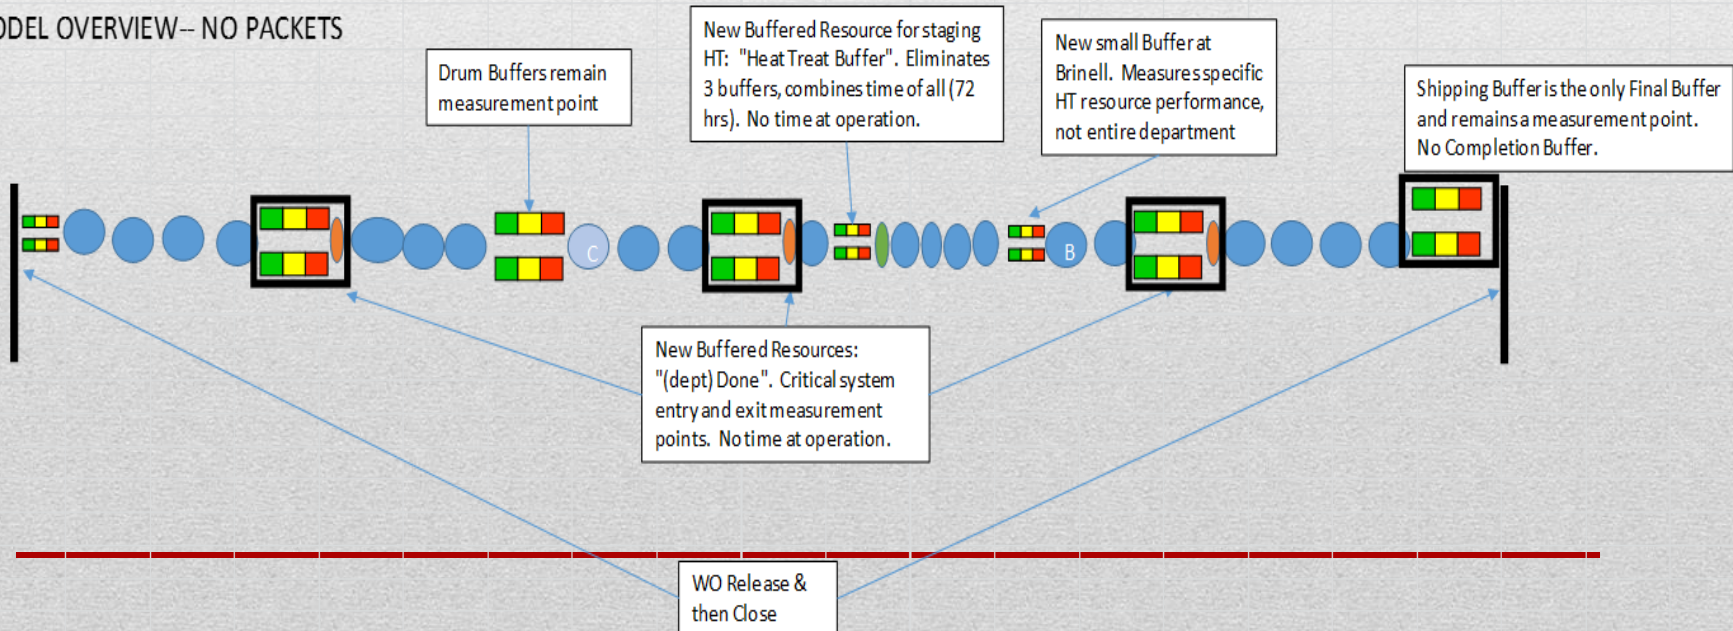 ODEL OVERVIEW-- NO PACKETS
Drum Buffers remain
measurement point
New Buffered Resource for staging
HT: "Heat Treat Buffer". Eliminates
3 buffers, combines time of all (72
hrs). No time at operation.
New small Buffer at
Brinell. Measures specific
HT resource performance,
not entire department
Shipping Buffer is the only Final Buffer
and remains a measurement point.
No Completion Buffer.
C
B
New Buffered Resources:
"(dept) Done". Critical system
entry and exit measurement
points. No time at operation.
WO Release &
then Close